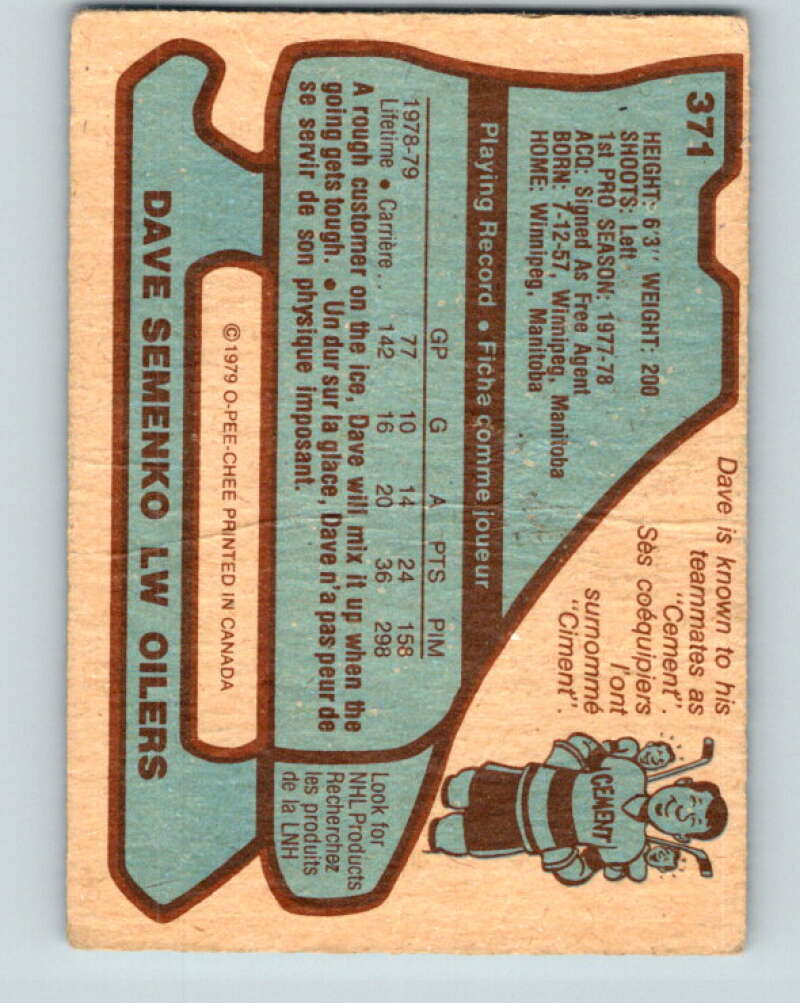 371
HEIGHT: 6'3'' WEIGHT: 200
SHOOTS: Left
1st PRO SEASON: 1977-78
ACQ: Signed As Free Agent
BORN: 7-12-57, Winnipeg, Manitoba
HOME: Winnipeg, Manitoba
Dave is known to his
teammates as
"Cement".
Sès coéquipiers
l'ont
surnommé
"Ciment".
CEMENT
Playing Record • Fiche comme joueur
GP G A PTS PIM
1978-79 77 10 14 24 158
Lifetime • Carrière .. 142 16 20 36 298
A rough customer on the ice, Dave will mix it up when the
going gets tough. • Un dur sur la glace, Dave n'a pas peur de
se servir de son physique imposant.
Look for
NHL Products
Recherchez
les produits
de la LNH
©1979 O-PEE-CHEE PRINTED IN CANADA
DAVE SEMENKO LW OILERS